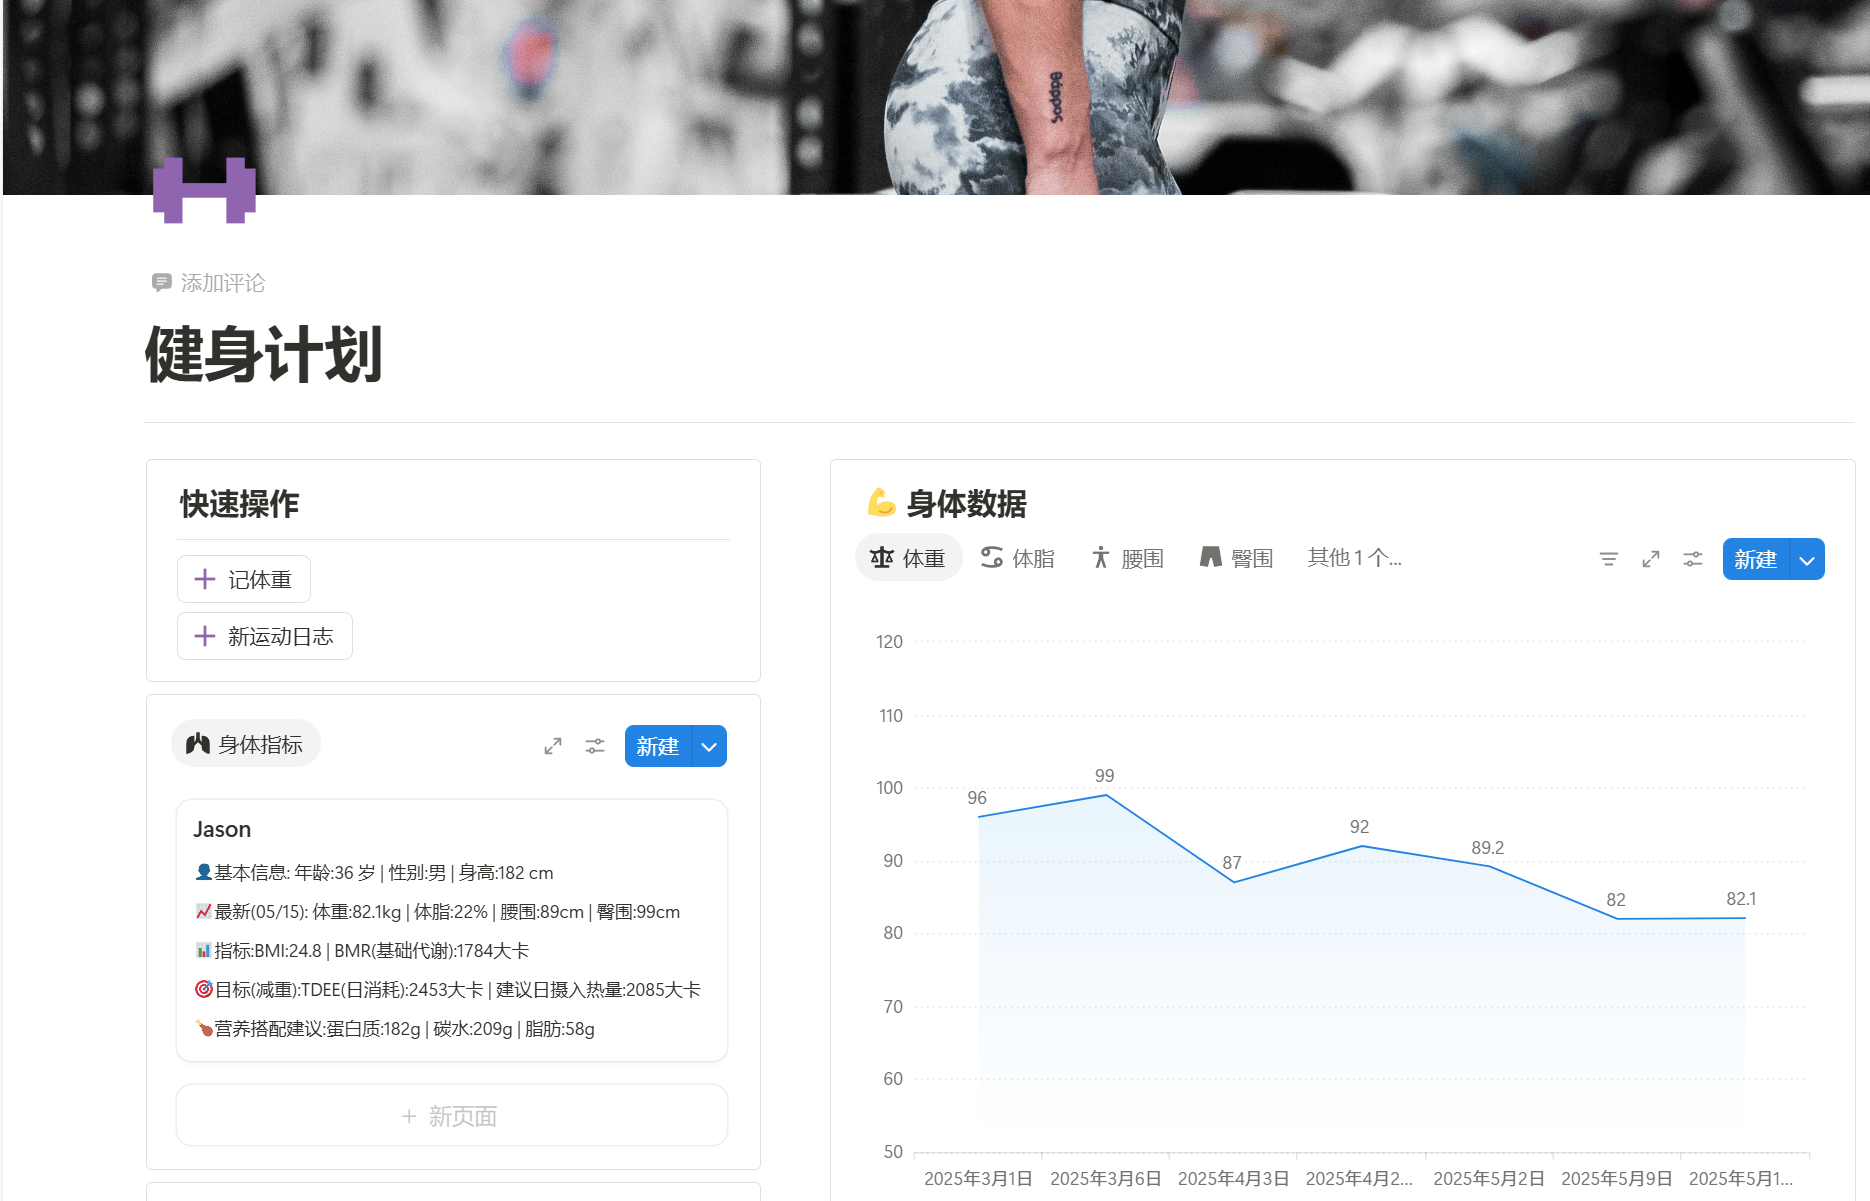 添加评论
健身计划
快速操作
记体重
新运动日志
身体指标
新建
Jason
基本信息: 年龄:36 岁 | 性别:男 | 身高:182 cm
最新(05/15): 体重:82.1kg | 体脂:22% | 腰围:89cm | 臀围:99cm
指标:BMI:24.8 | BMR(基础代谢):1784大卡
目标(减重):TDEE(日消耗):2453大卡 | 建议日摄入热量:2085大卡
营养搭配建议:蛋白质:182g | 碳水:209g | 脂肪:58g
+ 新页面
身体数据
体重 体脂 腰围 臀围 其他 1 个...
新建
120
110
100
90
80
70
60
50
96
99
87
92
89.2
82
82.1
2025年3月1日 2025年3月6日 2025年4月3日 2025年4月2... 2025年5月2日 2025年5月9日 2025年5月1...